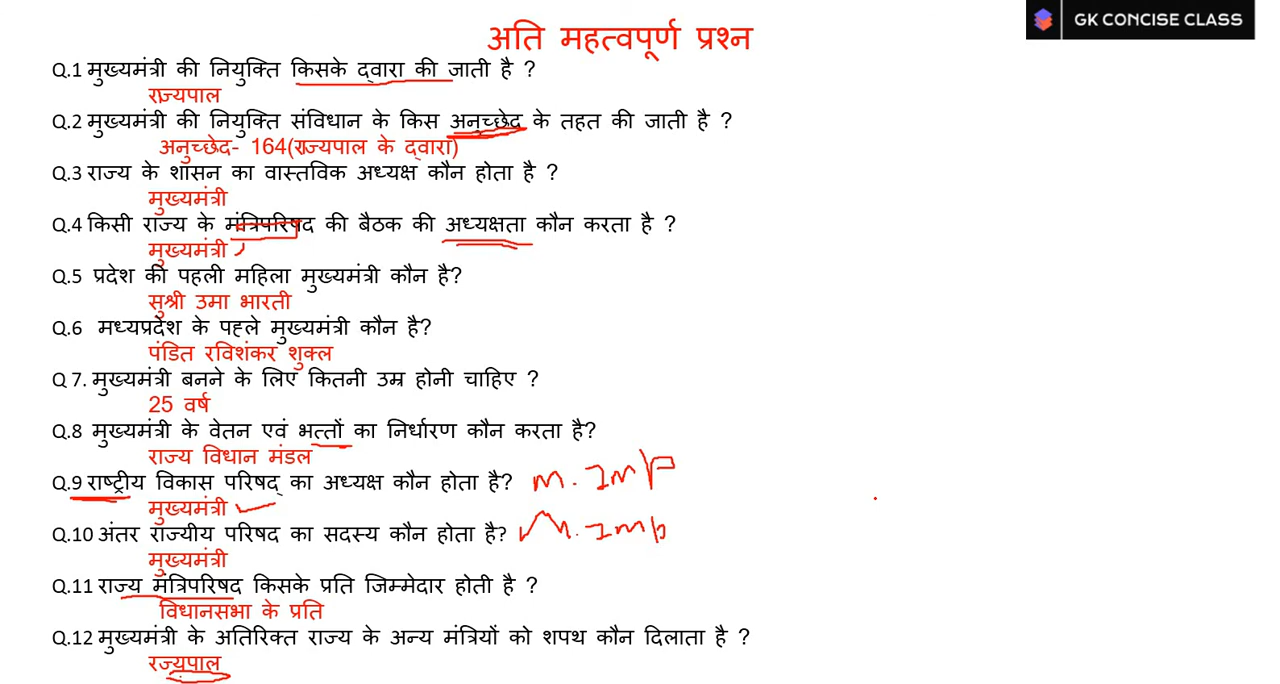 GK CONCISE CLASS
अति महत्वपूर्ण प्रश्न
Q.1 मुख्यमंत्री की नियुक्ति किसके द्वारा की जाती है ?
राज्यपाल
Q.2 मुख्यमंत्री की नियुक्ति संविधान के किस अनुच्छेद के तहत की जाती है ?
अनुच्छेद- 164(राज्यपाल के द्वारा)
Q.3 राज्य के शासन का वास्तविक अध्यक्ष कौन होता है ?
मुख्यमंत्री
Q.4 किसी राज्य के मंत्रिपरिषद की बैठक की अध्यक्षता कौन करता है ?
मुख्यमंत्री
Q.5 प्रदेश की पहली महिला मुख्यमंत्री कौन है?
सुश्री उमा भारती
Q.6 मध्यप्रदेश के पहले मुख्यमंत्री कौन है?
पंडित रविशंकर शुक्ल
Q 7. मुख्यमंत्री बनने के लिए कितनी उम्र होनी चाहिए ?
25 वर्ष
Q.8 मुख्यमंत्री के वेतन एवं भत्तों का निर्धारण कौन करता है?
राज्य विधान मंडल
Q.9 राष्ट्रीय विकास परिषद् का अध्यक्ष कौन होता है? m. Imp
मुख्यमंत्री
Q.10 अंतर राज्यीय परिषद का सदस्य कौन होता है? M. Imp
मुख्यमंत्री
Q.11 राज्य मंत्रिपरिषद किसके प्रति जिम्मेदार होती है ?
विधानसभा के प्रति
Q.12 मुख्यमंत्री के अतिरिक्त राज्य के अन्य मंत्रियों को शपथ कौन दिलाता है ?
रज्यपाल